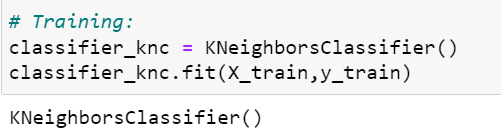 # Training:
classifier_knc = KNeighborsClassifier()
classifier_knc.fit(X_train,y_train)
KNeighborsClassifier()